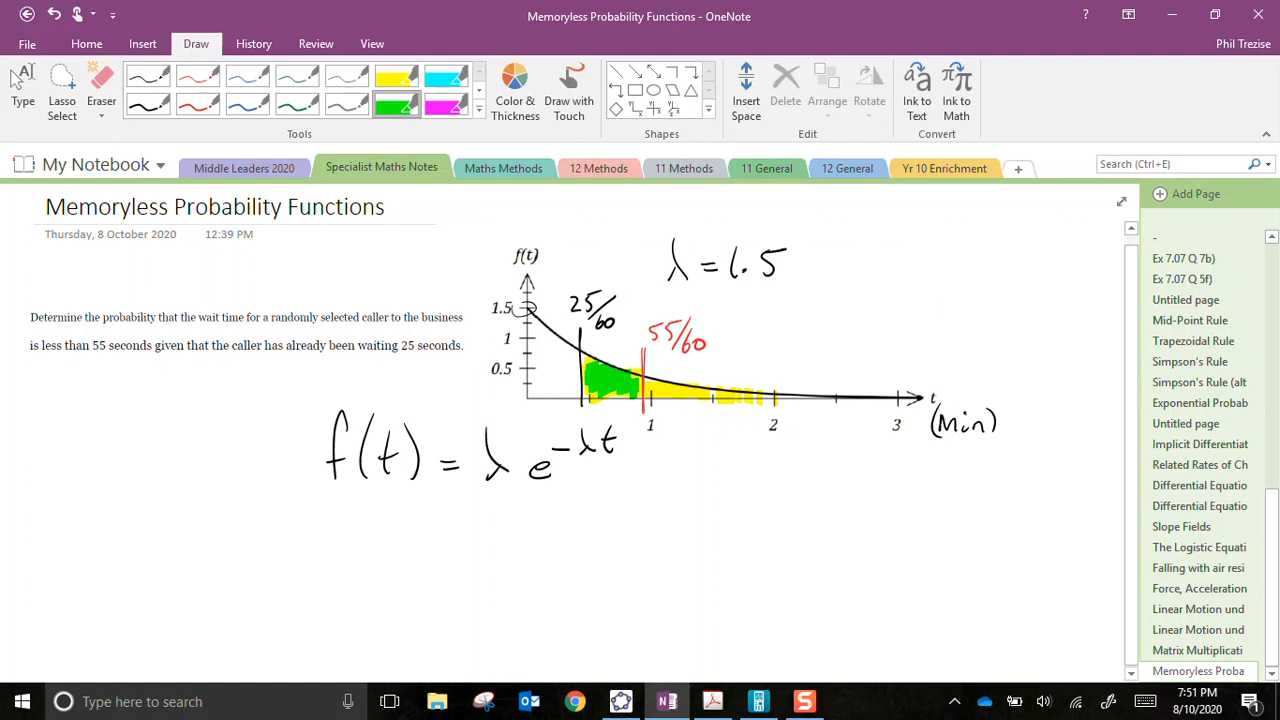 Memoryless Probability Functions - OneNote
?
File
Home
Insert
Draw
History
Review
View
Phil Trezise
Type
Lasso Select
Eraser
Color & Thickness
Draw with Touch
Insert Space
Delete
Arrange
Rotate
Ink to Text
Ink to Math
Tools
Shapes
Edit
Convert
My Notebook
Middle Leaders 2020
Specialist Maths Notes
Maths Methods
12 Methods
11 Methods
11 General
12 General
Yr 10 Enrichment
Search (Ctrl+E)
Memoryless Probability Functions
Thursday, 8 October 2020 12:39 PM
Determine the probability that the wait time for a randomly selected caller to the business
is less than 55 seconds given that the caller has already been waiting 25 seconds.
f(t)
λ = 1.5
1.5
25/60
1
55/60
0.5
t
1
2
3
(Min)
f(t) = λ e^{-λt}
Add Page
-
Ex 7.07 Q 7b)
Ex 7.07 Q 5f)
Untitled page
Mid-Point Rule
Trapezoidal Rule
Simpson's Rule
Simpson's Rule (alt
Exponential Probab
Untitled page
Implicit Differentiat
Related Rates of Ch
Differential Equatio
Differential Equatio
Slope Fields
The Logistic Equati
Falling with air resi
Force, Acceleration
Linear Motion und
Linear Motion und
Matrix Multiplicati
Memoryless Proba
Type here to search
7:51 PM
8/10/2020
1